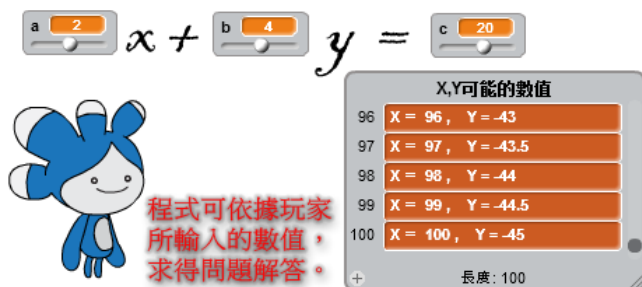 a 2 x + b 4 y = c 20
X,Y可能的數值
96 X = 96 , Y = -43
97 X = 97 , Y = -43.5
98 X = 98 , Y = -44
99 X = 99 , Y = -44.5
100 X = 100 , Y = -45
+ 長度: 100
程式可依據玩家
所輸入的數值，
求得問題解答。